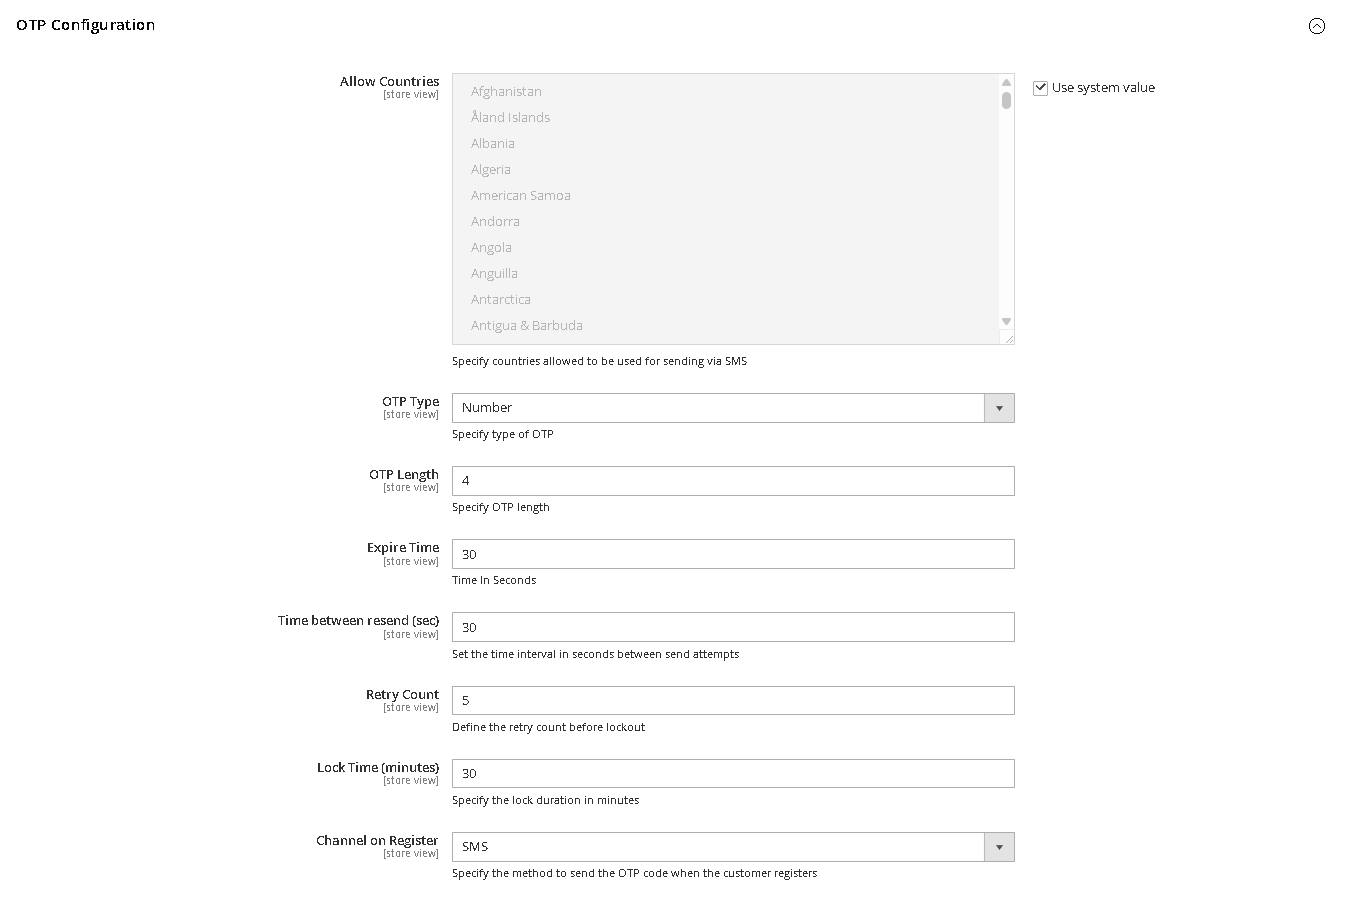 OTP Configuration
Allow Countries
[store view]
Afghanistan
Åland Islands
Albania
Algeria
American Samoa
Andorra
Angola
Anguilla
Antarctica
Antigua & Barbuda
Use system value
Specify countries allowed to be used for sending via SMS
OTP Type
[store view]
Number
Specify type of OTP
OTP Length
[store view]
4
Specify OTP length
Expire Time
[store view]
30
Time In Seconds
Time between resend (sec)
[store view]
30
Set the time interval in seconds between send attempts
Retry Count
[store view]
5
Define the retry count before lockout
Lock Time (minutes)
[store view]
30
Specify the lock duration in minutes
Channel on Register
[store view]
SMS
Specify the method to send the OTP code when the customer registers